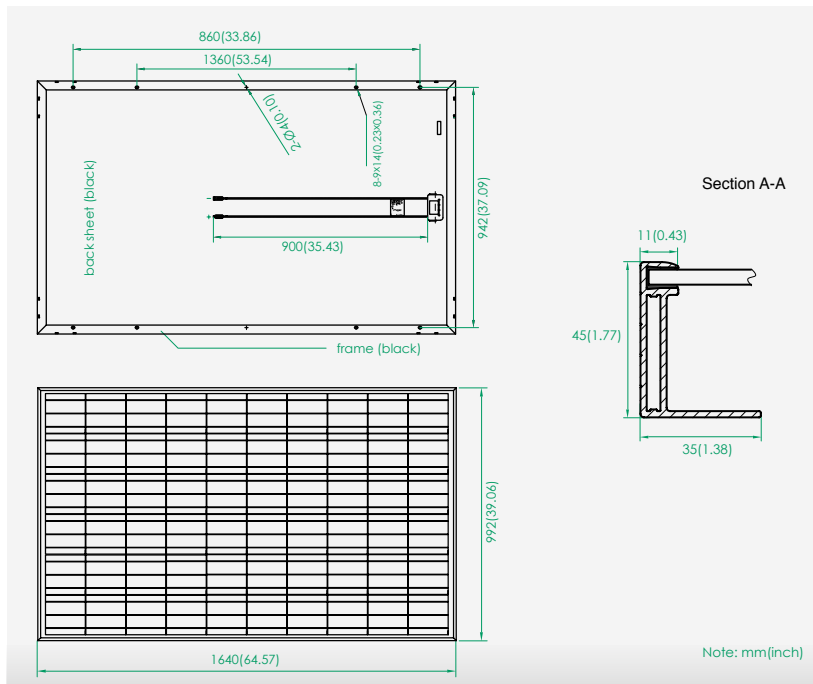 860(33.86)
1360(53.54)
2-Ø4(0.10)
8-9x14(0.23x0.36)
back sheet (black)
-
+
900(35.43)
942(37.09)
frame (black)
Section A-A
11(0.43)
45(1.77)
35(1.38)
992(39.06)
1640(64.57)
Note: mm(inch)